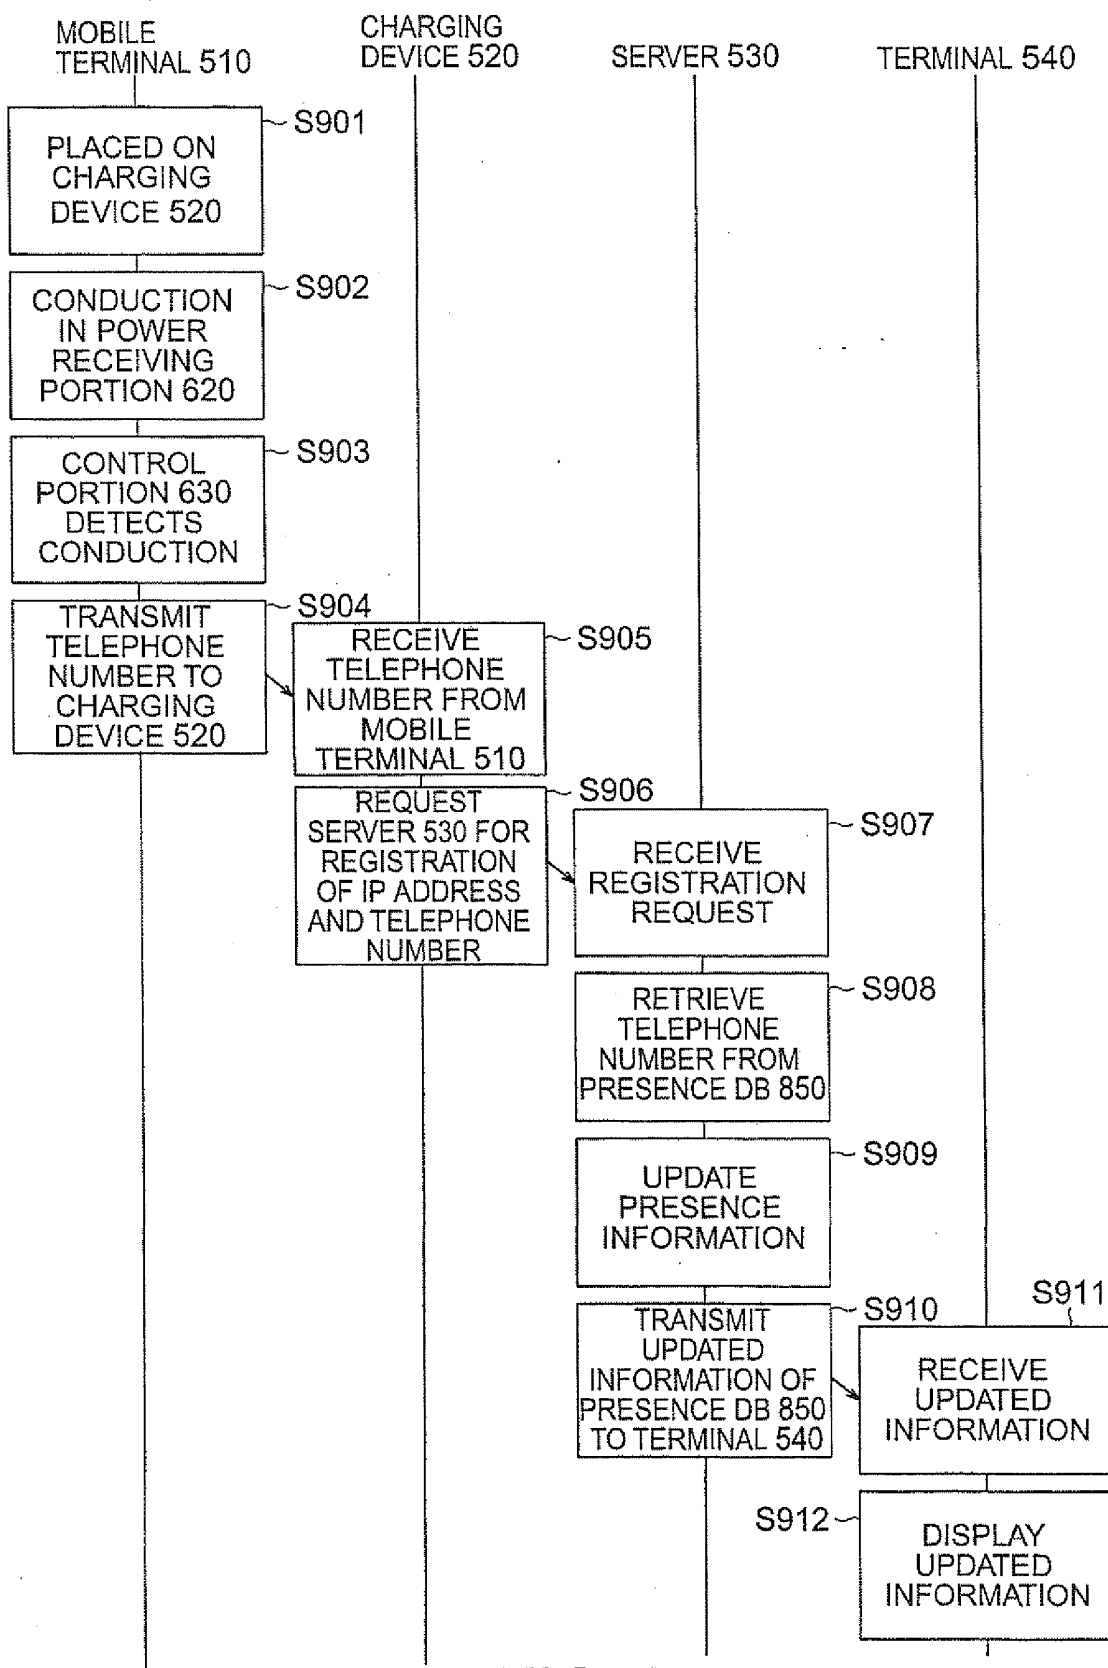 MOBILE
TERMINAL 510
CHARGING
DEVICE 520
SERVER 530
TERMINAL 540
S901
PLACED ON
CHARGING
DEVICE 520
S902
CONDUCTION
IN POWER
RECEIVING
PORTION 620
S903
CONTROL
PORTION 630
DETECTS
CONDUCTION
S904
TRANSMIT
TELEPHONE
NUMBER TO
CHARGING
DEVICE 520
S905
RECEIVE
TELEPHONE
NUMBER FROM
MOBILE
TERMINAL 510
S906
REQUEST
SERVER 530 FOR
REGISTRATION
OF IP ADDRESS
AND TELEPHONE
NUMBER
S907
RECEIVE
REGISTRATION
REQUEST
S908
RETRIEVE
TELEPHONE
NUMBER FROM
PRESENCE DB 850
S909
UPDATE
PRESENCE
INFORMATION
S910
TRANSMIT
UPDATED
INFORMATION OF
PRESENCE DB 850
TO TERMINAL 540
S911
RECEIVE
UPDATED
INFORMATION
S912
DISPLAY
UPDATED
INFORMATION